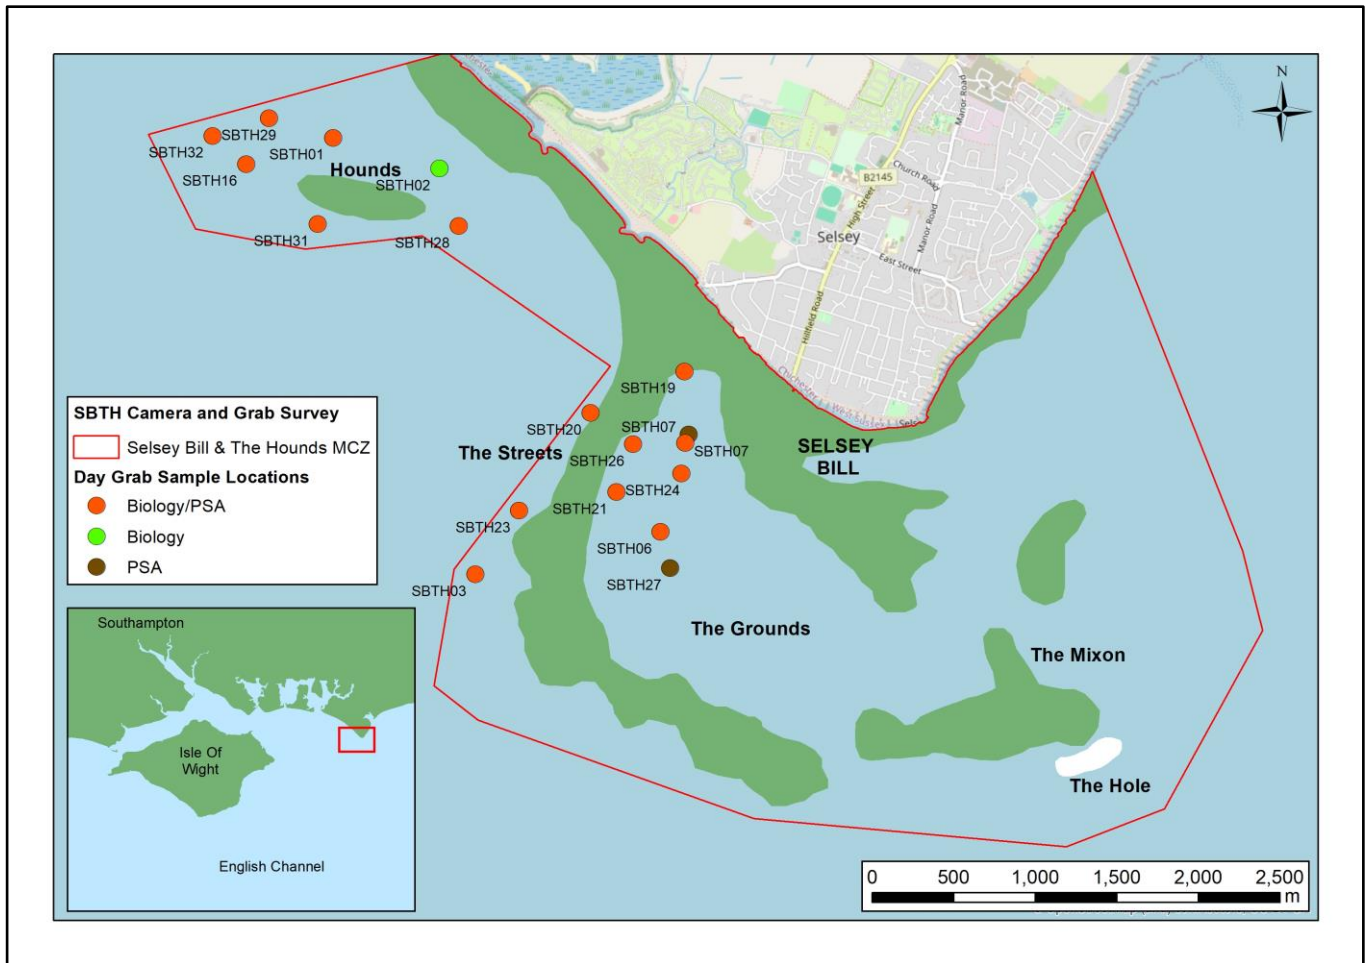 N
SBTH29
SBTH32
SBTH01
SBTH16
Hounds
SBTH02
SBTH31
SBTH28
Manor Road
Church Road
B2145
High Street
Manor Road
Selsey
East Street
Hillfield Road
Chichester
West Sussex
SBTH19
SBTH20
SBTH07
SBTH07
The Streets
SBTH26
SELSEY
BILL
SBTH24
SBTH21
SBTH23
SBTH06
SBTH27
SBTH03
The Grounds
The Mixon
The Hole
SBTH Camera and Grab Survey
Selsey Bill & The Hounds MCZ
Day Grab Sample Locations
Biology/PSA
Biology
PSA
Southampton
Isle Of
Wight
English Channel
0 500 1,000 1,500 2,000 2,500
m